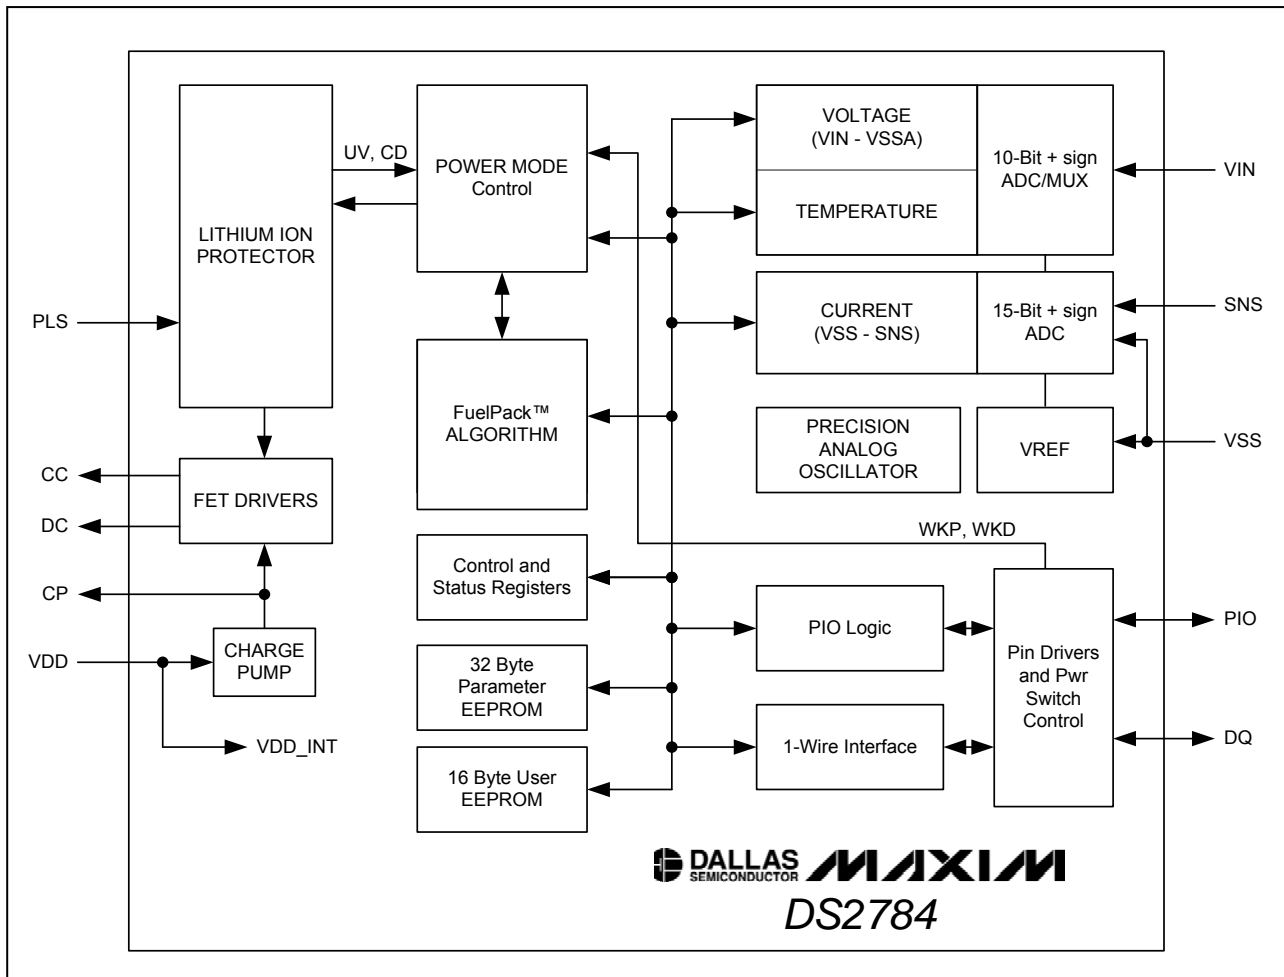 LITHIUM ION
PROTECTOR
UV, CD
POWER MODE
Control
VOLTAGE
(VIN - VSSA)
TEMPERATURE
10-Bit + sign
ADC/MUX
VIN
PLS
CURRENT
(VSS - SNS)
15-Bit + sign
ADC
SNS
FuelPack™
ALGORITHM
PRECISION
ANALOG
OSCILLATOR
VREF
VSS
CC
DC
FET DRIVERS
CP
VDD
CHARGE
PUMP
VDD_INT
Control and
Status Registers
32 Byte
Parameter
EEPROM
16 Byte User
EEPROM
WKP, WKD
PIO Logic
1-Wire Interface
Pin Drivers
and Pwr
Switch
Control
PIO
DQ
DALLAS
SEMICONDUCTOR
MAXIM
DS2784